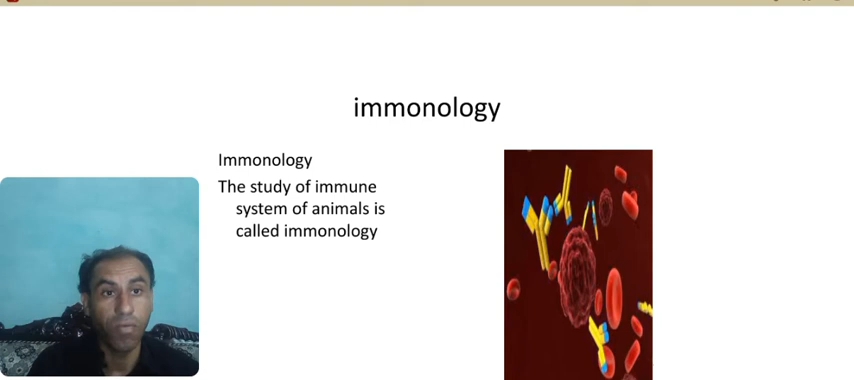 immonology
Immonology
The study of immune
system of animals is
called immonology